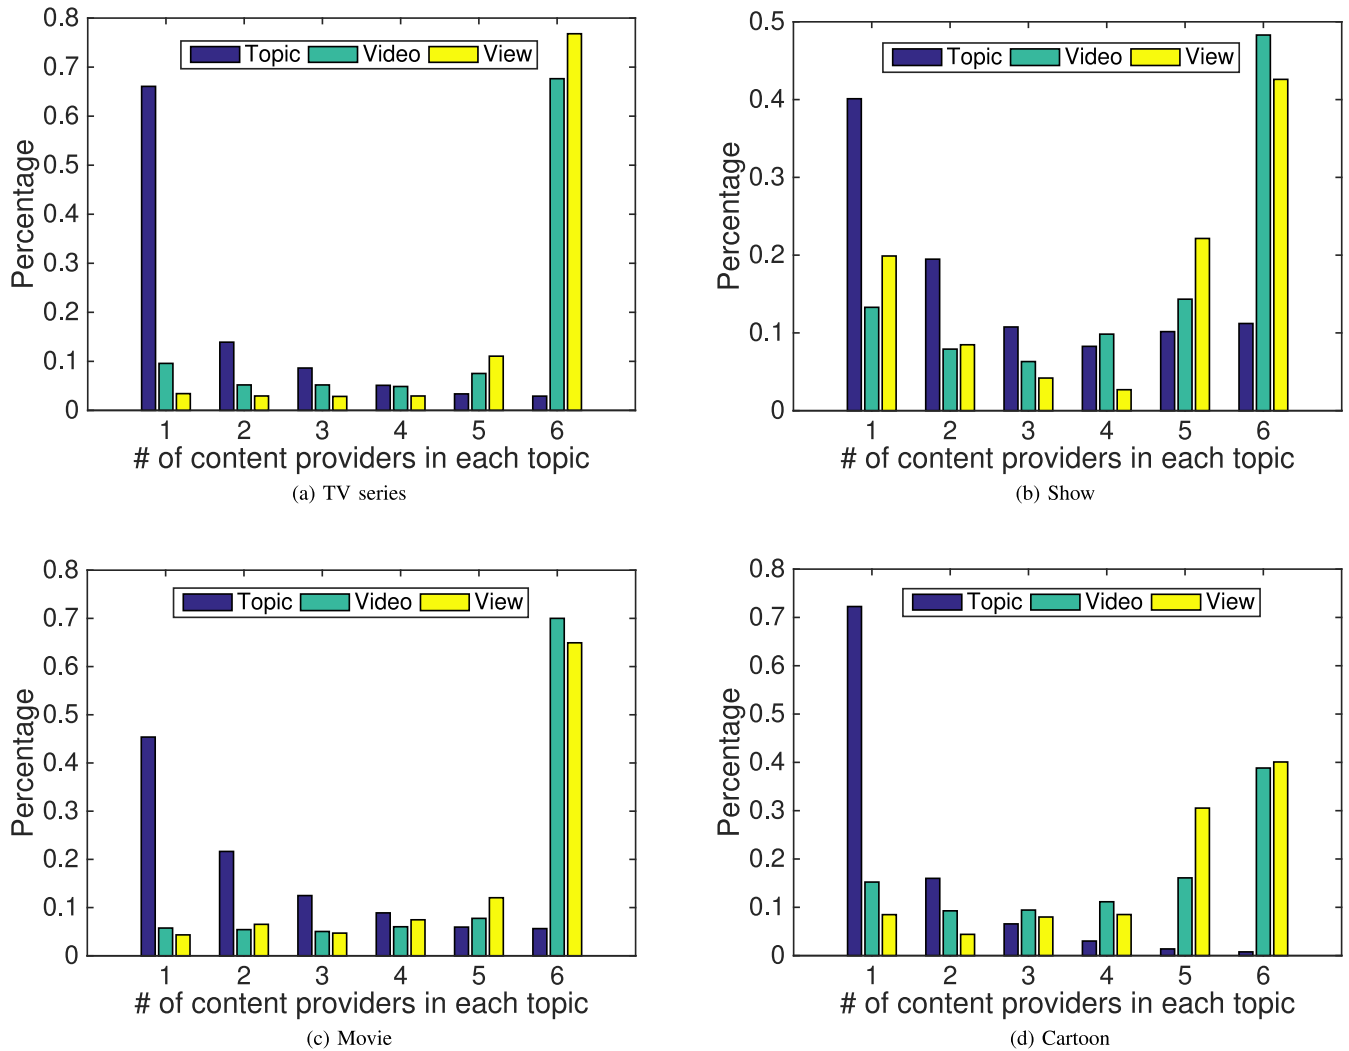 0.8
0.7
0.6
0.5
0.4
0.3
0.2
0.1
0
Percentage
Topic Video View
1 2 3 4 5 6
# of content providers in each topic
(a) TV series
0.5
0.4
0.3
0.2
0.1
0
Percentage
Topic Video View
1 2 3 4 5 6
# of content providers in each topic
(b) Show
0.8
0.7
0.6
0.5
0.4
0.3
0.2
0.1
0
Percentage
Topic Video View
1 2 3 4 5 6
# of content providers in each topic
(c) Movie
0.8
0.7
0.6
0.5
0.4
0.3
0.2
0.1
0
Percentage
Topic Video View
1 2 3 4 5 6
# of content providers in each topic
(d) Cartoon